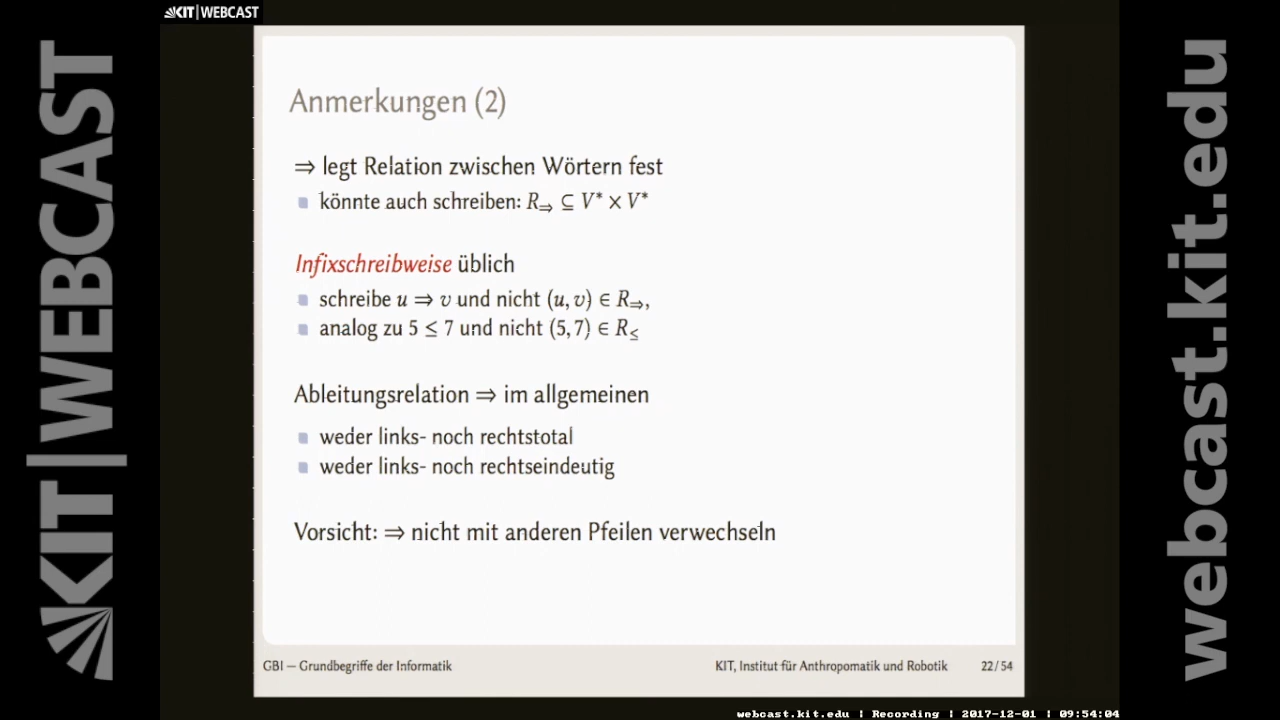 KIT|WEBCAST
KIT|WEBCAST
webcast.kit.edu
Anmerkungen (2)
⇒ legt Relation zwischen Wörtern fest
könnte auch schreiben: R⇒ ⊆ V* × V*
Infixschreibweise üblich
schreibe u ⇒ v und nicht (u, v) ∈ R⇒,
analog zu 5 ≤ 7 und nicht (5, 7) ∈ R≤
Ableitungsrelation ⇒ im allgemeinen
weder links- noch rechtstotal
weder links- noch rechtseindeutig
Vorsicht: ⇒ nicht mit anderen Pfeilen verwechseln
GBI — Grundbegriffe der Informatik
KIT, Institut für Anthropomatik und Robotik
22/54
webcast.kit.edu | Recording | 2017-12-01 | 09:54:04